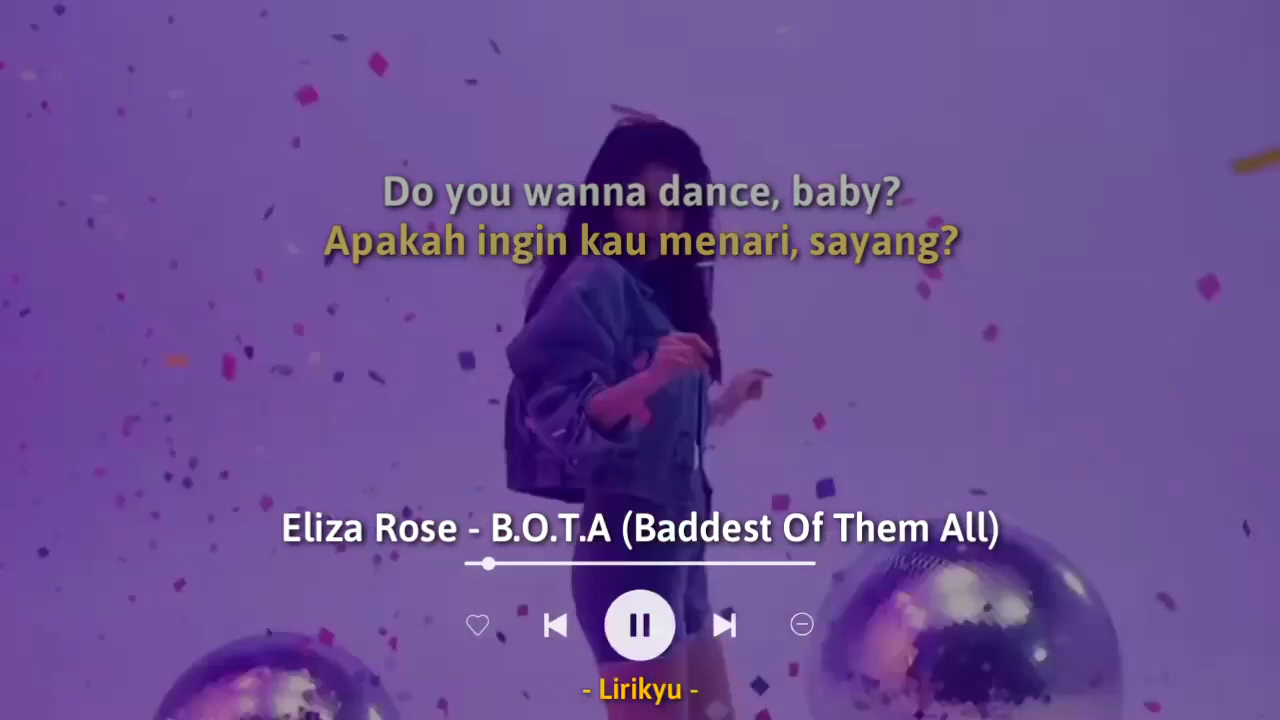 Do you wanna dance, baby?
Apakah ingin kau menari, sayang?
Eliza Rose - B.O.T.A (Baddest Of Them All)
- Lirikyu -